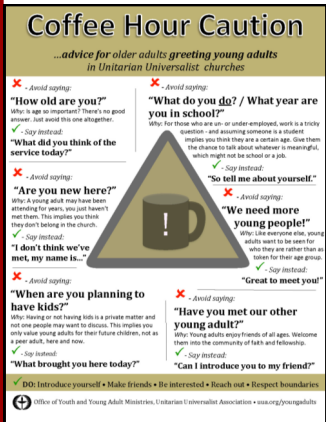 Coffee Hour Caution
...advice for older adults greeting young adults
in Unitarian Universalist churches
✘ - Avoid saying:
"How old are you?"
Why: Is age so important? There's no good
answer. Just avoid this one altogether.
✓ - Say instead:
"What did you think of the
service today?"
✘ - Avoid saying:
"What do you do? / What year are
you in school?"
Why: For those who are un- or under-employed, work is a tricky
question - and assuming someone is a student
implies you think they are a certain age. Give them
the chance to talk about whatever is meaningful,
which might not be school or a job.
✓ - Say instead:
"So tell me about yourself."
✘ - Avoid saying:
"Are you new here?"
Why: A young adult may have been
attending for years, you just haven't
met them. This implies you think
they don't belong in the church.
✓ - Say instead:
"I don't think we've
met, my name is..."
!
✘ - Avoid saying:
"We need more
young people!"
Why: Like everyone else, young
adults want to be seen for
who they are rather than as
token for their age group.
✓ - Say instead:
"Great to meet you!"
✘ - Avoid saying:
"When are you planning to
have kids?"
Why: Having or not having kids is a private matter and
not one people may want to discuss. This implies you
only value young adults for their future children, not as
a peer adult, here and now.
✓ - Say instead:
"What brought you here today?"
✘ - Avoid saying:
"Have you met our other
young adult?"
Why: Young adults enjoy friends of all ages. Welcome
them into the community of faith and fellowship.
✓ - Say instead:
"Can I introduce you to my friend?"
✓DO: Introduce yourself • Make friends • Be interested • Reach out • Respect boundaries
Office of Youth and Young Adult Ministries, Unitarian Universalist Association • uua.org/youngadults